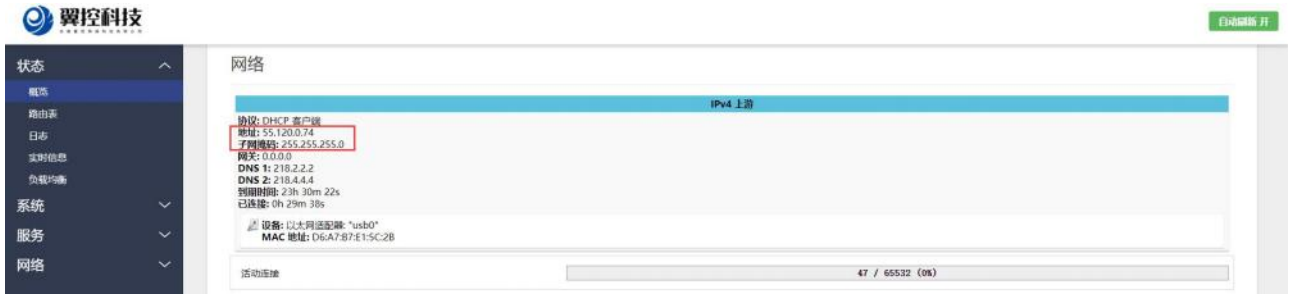 翼控科技
自动刷新 开
状态
概览
路由表
日志
实时信息
负载均衡
系统
服务
网络
网络
IPv4 上游
协议: DHCP 客户端
地址: 55.120.0.74
子网掩码: 255.255.255.0
网关: 0.0.0.0
DNS 1: 218.2.2.2
DNS 2: 218.4.4.4
到期时间: 23h 30m 22s
已连接: 0h 29m 38s
设备: 以太网适配器: "usb0"
MAC 地址: D6:A7:87:E1:5C:2B
活动连接
47 / 65532 (0%)